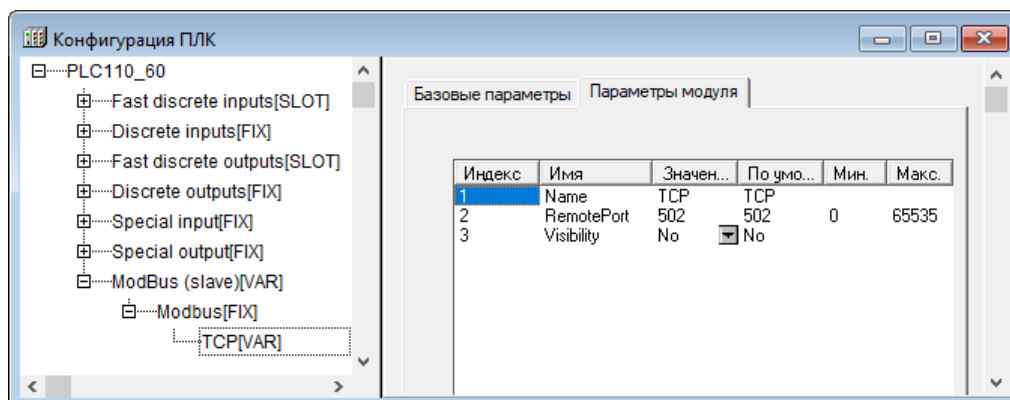 Конфигурация ПЛК
PLC110_60
Fast discrete inputs[SLOT]
Discrete inputs[FIX]
Fast discrete outputs[SLOT]
Discrete outputs[FIX]
Special input[FIX]
Special output[FIX]
ModBus (slave)[VAR]
Modbus[FIX]
TCP[VAR]
Базовые параметры Параметры модуля
Индекс Имя Значен... По умо... Мин. Макс.
1 Name TCP TCP
2 RemotePort 502 502 0 65535
3 Visibility No No